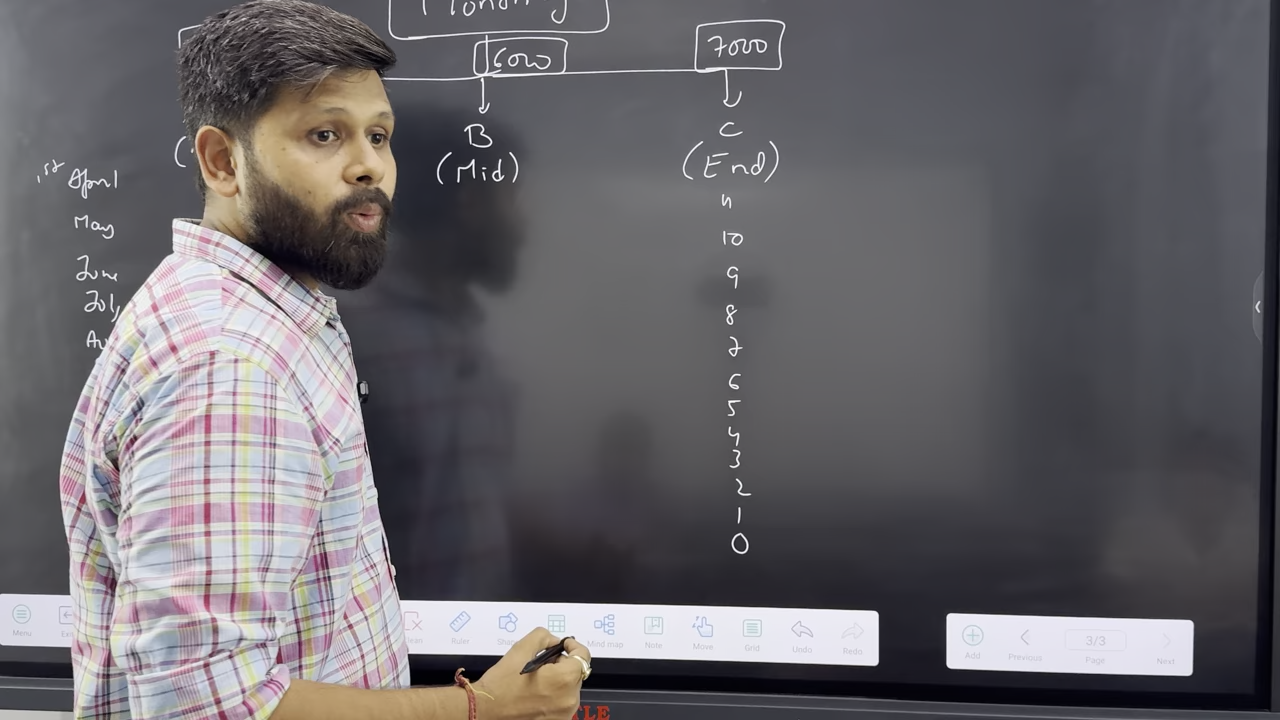 Monthly
6000
7000
B
C
(Mid)
(End)
1st April
May
June
July
11
10
9
8
7
6
5
4
3
2
1
0
Menu
Ruler
Mind map
Note
Move
Grid
Undo
Redo
Add
Previous
3/3
Page
Next